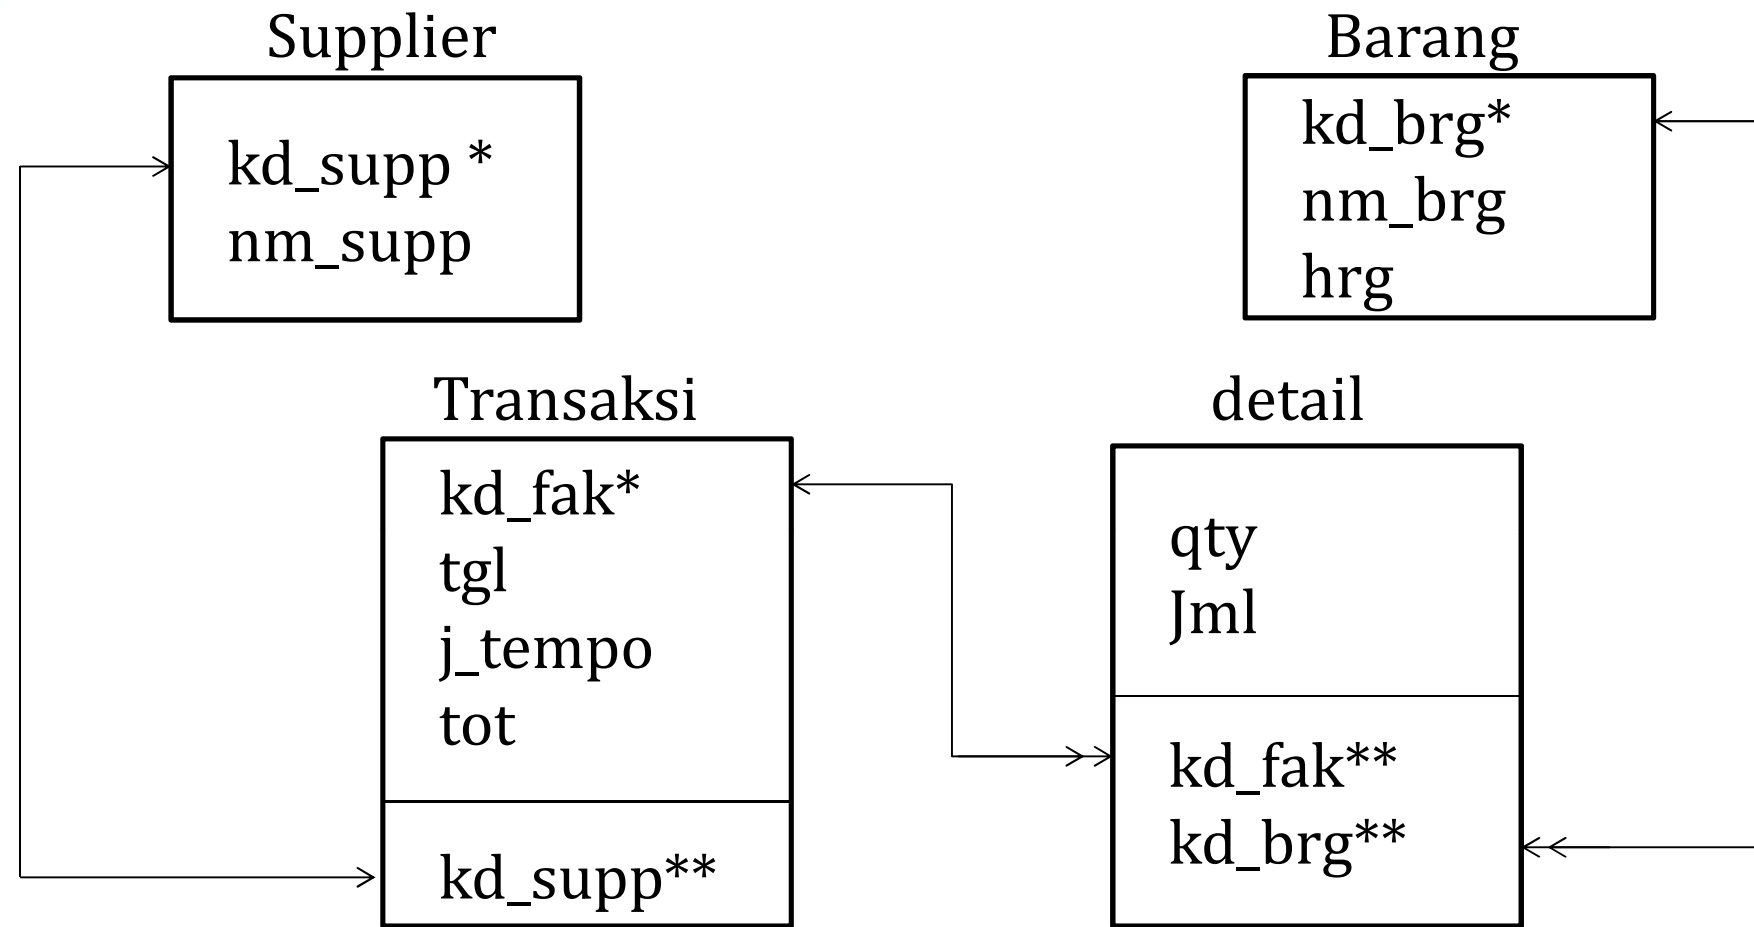 Supplier
kd_supp *
nm_supp
Barang
kd_brg*
nm_brg
hrg
Transaksi
kd_fak*
tgl
j_tempo
tot
kd_supp**
detail
qty
Jml
kd_fak**
kd_brg**